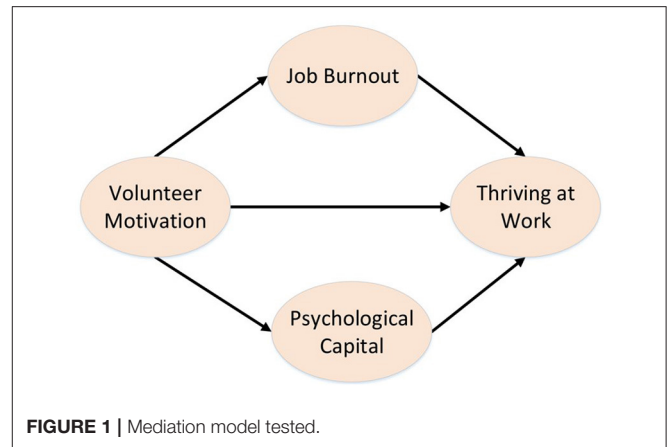 Job Burnout
Volunteer
Motivation
Thriving at
Work
Psychological
Capital
FIGURE 1 | Mediation model tested.